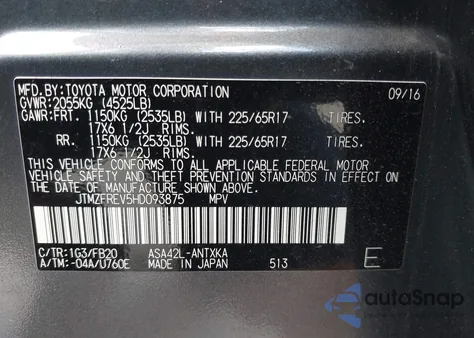 MFD. BY: TOYOTA MOTOR CORPORATION 09/16
GVWR: 2055KG (4525LB)
GAWR: FRT. 1150KG (2535LB) WITH 225/65R17 TIRES.
17X6 1/2J RIMS.
RR. 1150KG (2535LB) WITH 225/65R17 TIRES.
17X6 1/2J RIMS.
THIS VEHICLE CONFORMS TO ALL APPLICABLE FEDERAL MOTOR
VEHICLE SAFETY AND THEFT PREVENTION STANDARDS IN EFFECT
ON THE DATE OF MANUFACTURE SHOWN ABOVE.
JTMZFREV5HD093875 MPV
C/TR: 1G3/FB20 ASA42L-ANTXKA
A/TM: -04A/U760E MADE IN JAPAN 513 E
autoSnap